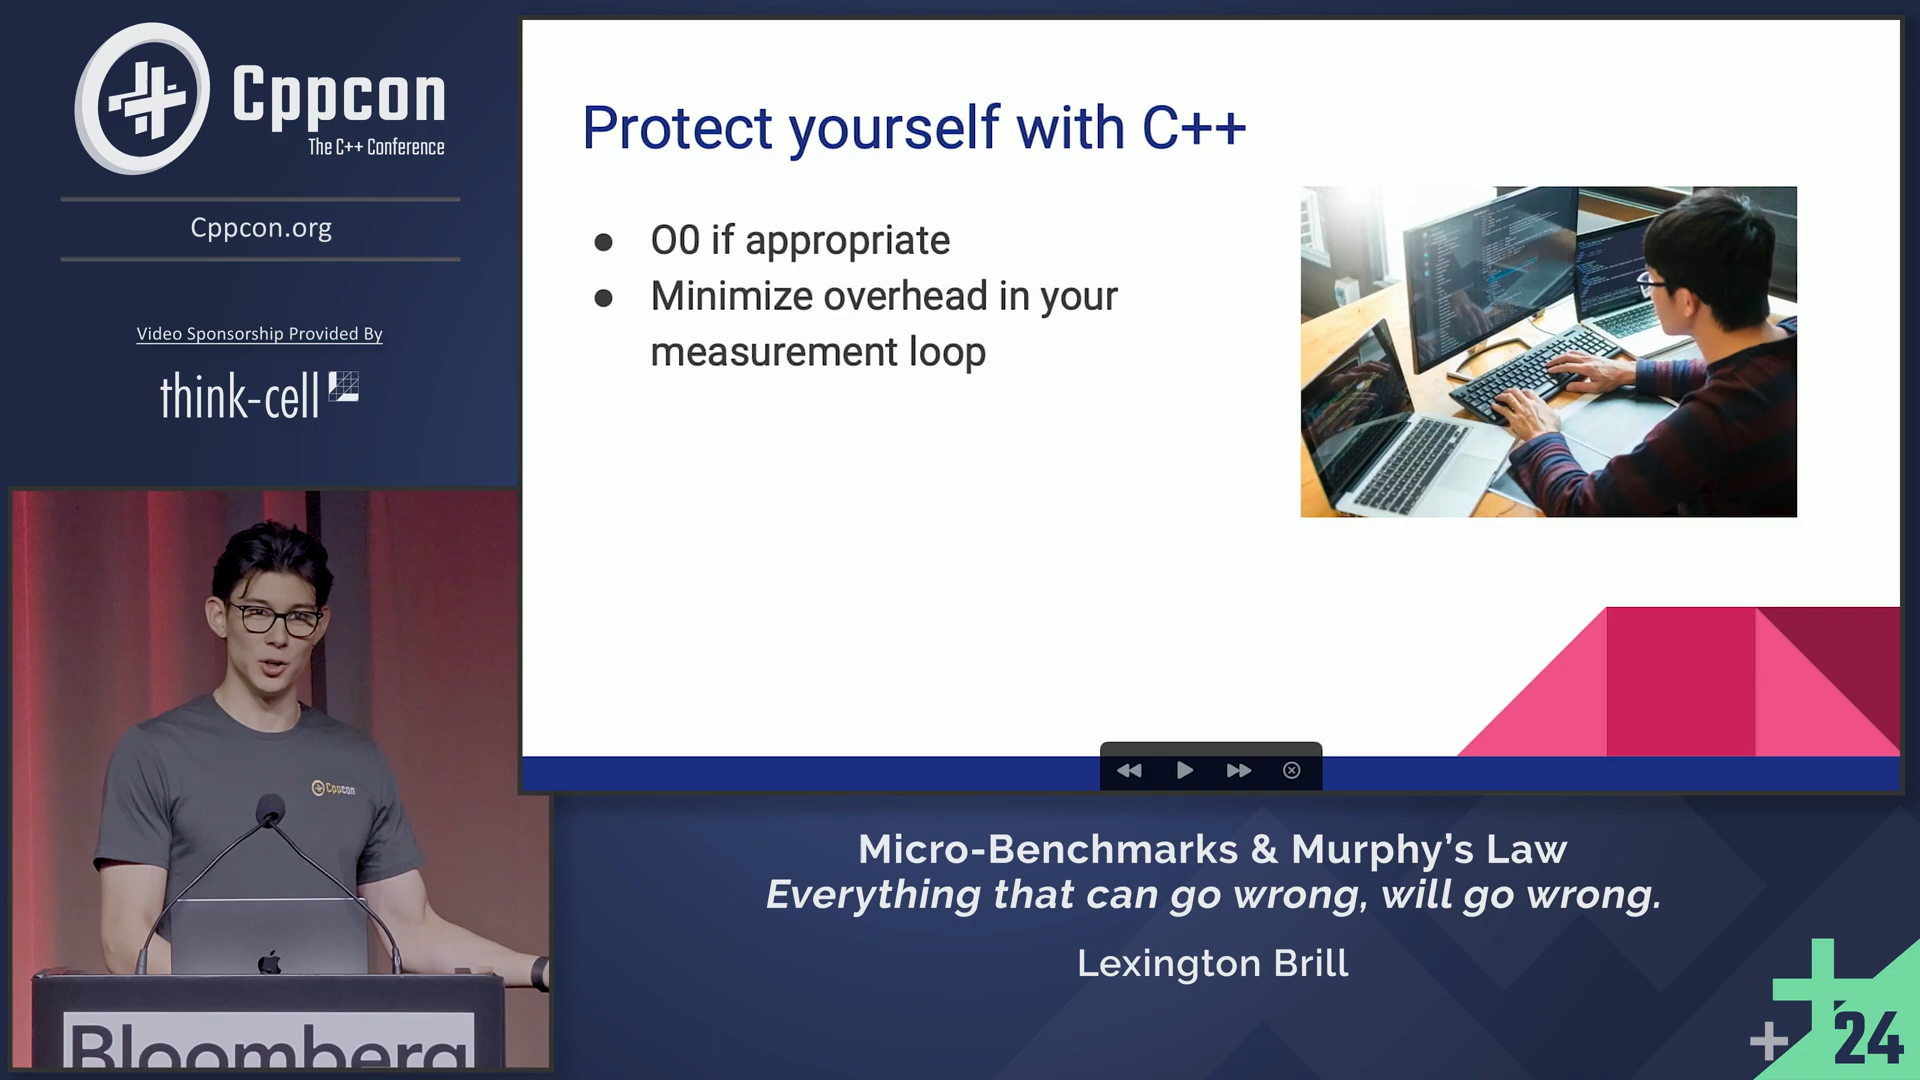 Cppcon
The C++ Conference
Cppcon.org
Video Sponsorship Provided By
think-cell
Protect yourself with C++
● O0 if appropriate
● Minimize overhead in your
measurement loop
Cppcon
Bloomberg
Micro-Benchmarks & Murphy's Law
Everything that can go wrong, will go wrong.
Lexington Brill
24